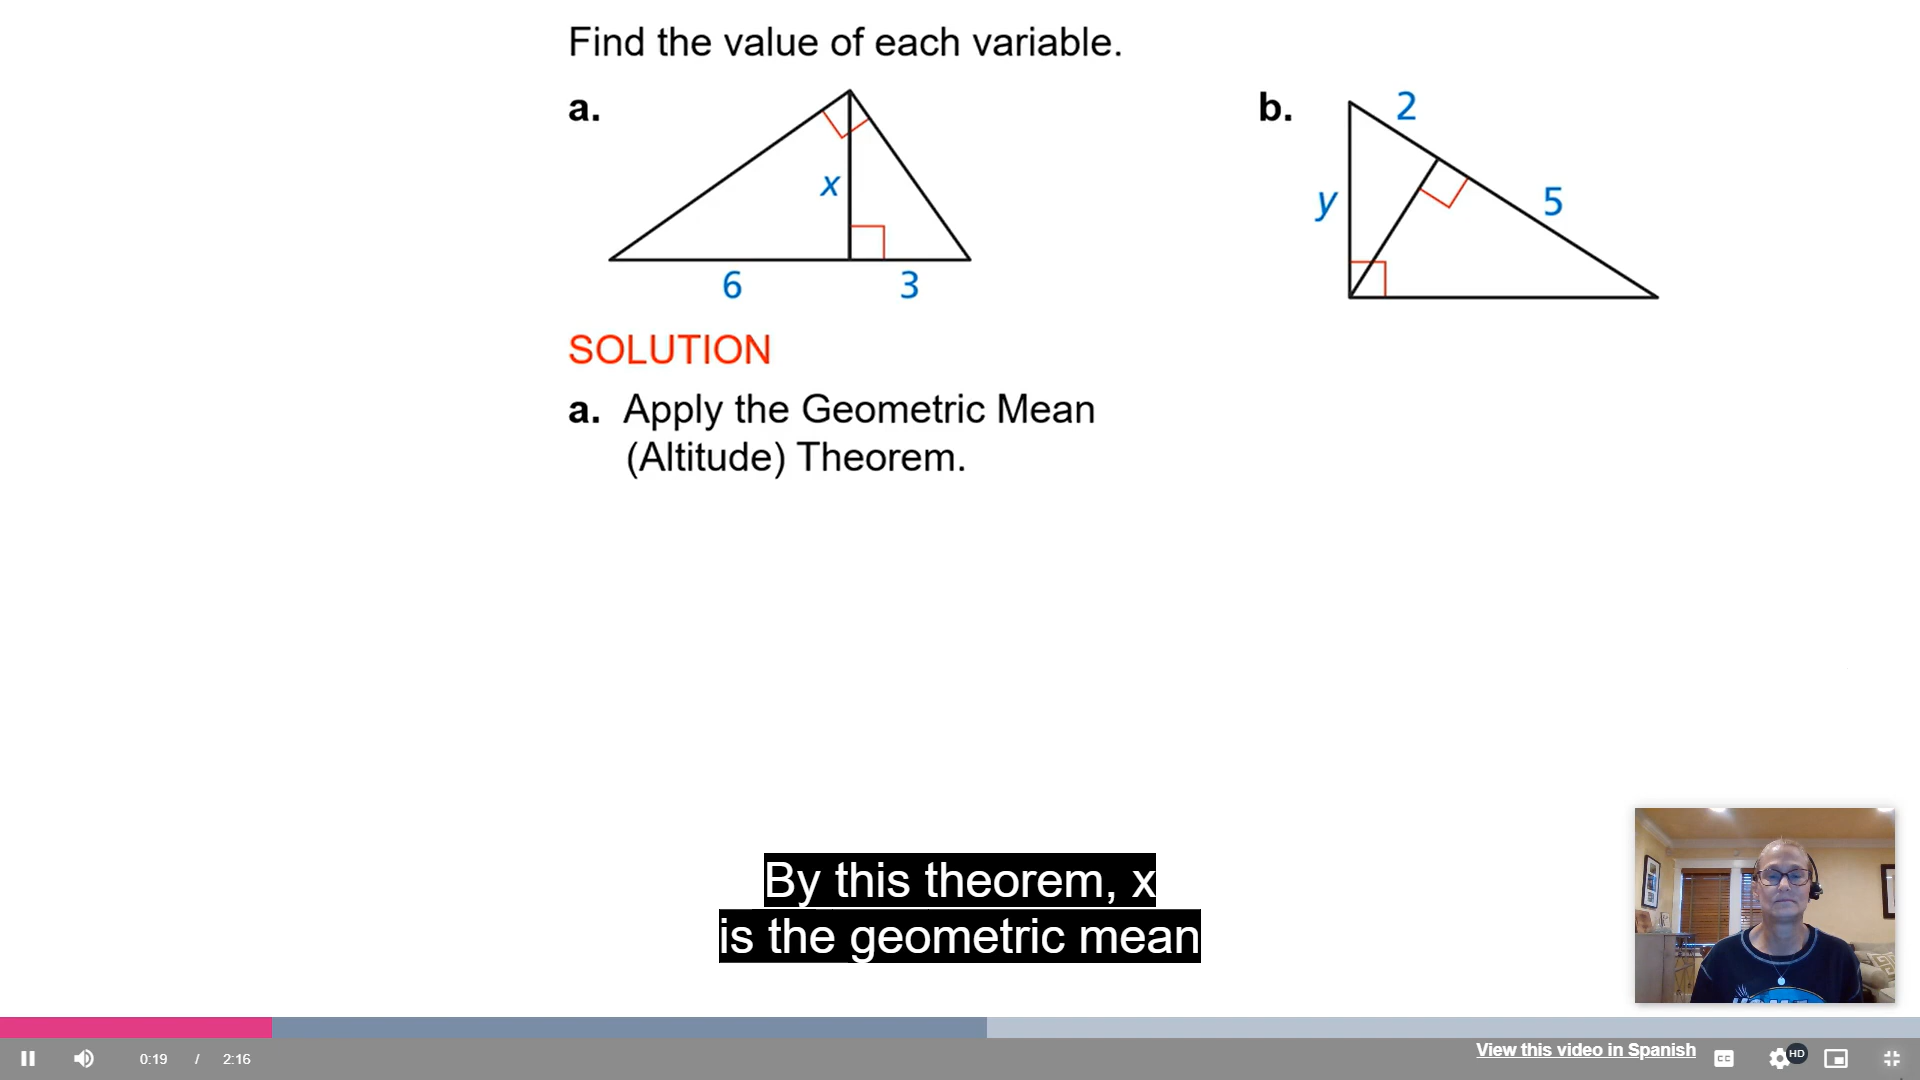 Find the value of each variable.
a.
x
6
3
b.
2
y
5
SOLUTION
a. Apply the Geometric Mean
(Altitude) Theorem.
By this theorem, x
is the geometric mean
0:19 / 2:16
View this video in Spanish
CC
HD